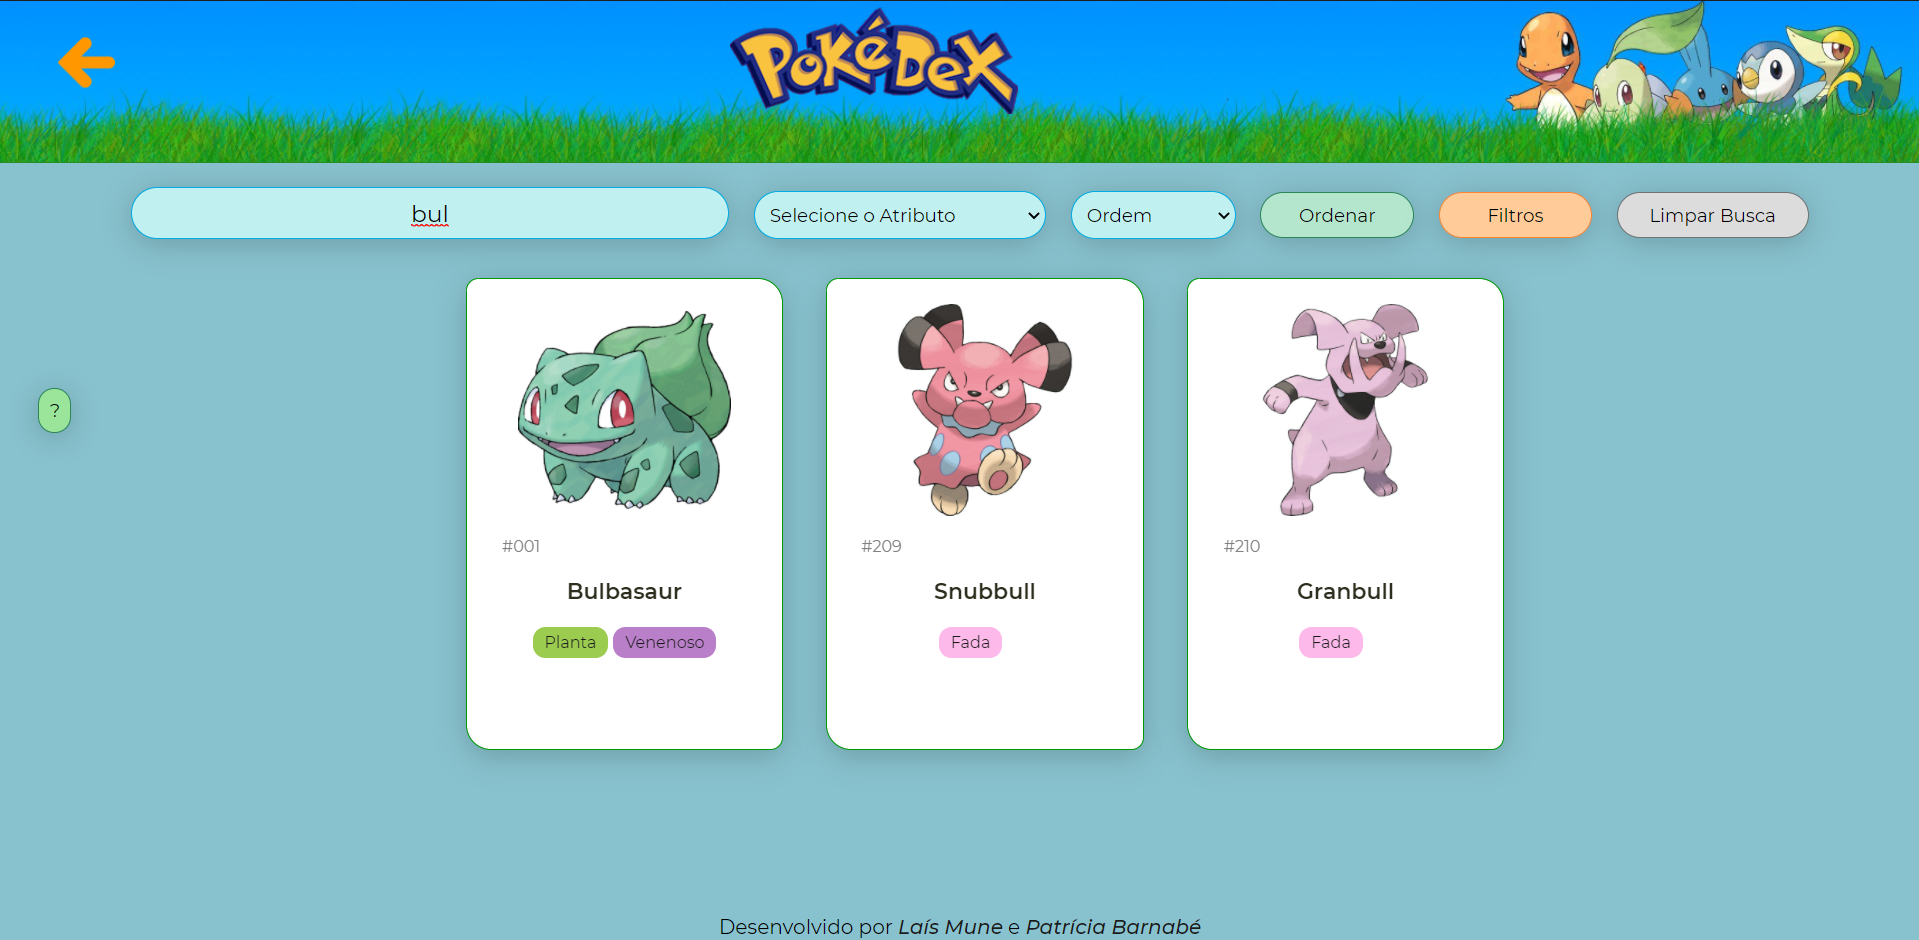 PokéDex
bul
Selecione o Atributo
Ordem
Ordenar
Filtros
Limpar Busca
?
#001
Bulbasaur
Planta
Venenoso
#209
Snubbull
Fada
#210
Granbull
Fada
Desenvolvido por Laís Mune e Patrícia Barnabé